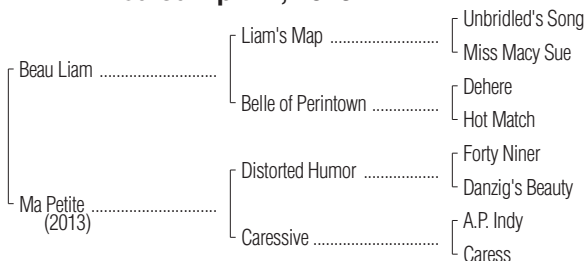 Unbridled's Song
Liam's Map ....................
Miss Macy Sue
Beau Liam ........................
Dehere
Belle of Perintown ..............
Hot Match
Forty Niner
Distorted Humor ................
Danzig's Beauty
Ma Petite ..........................
(2013)
A.P. Indy
Caressive ..........................
Caress